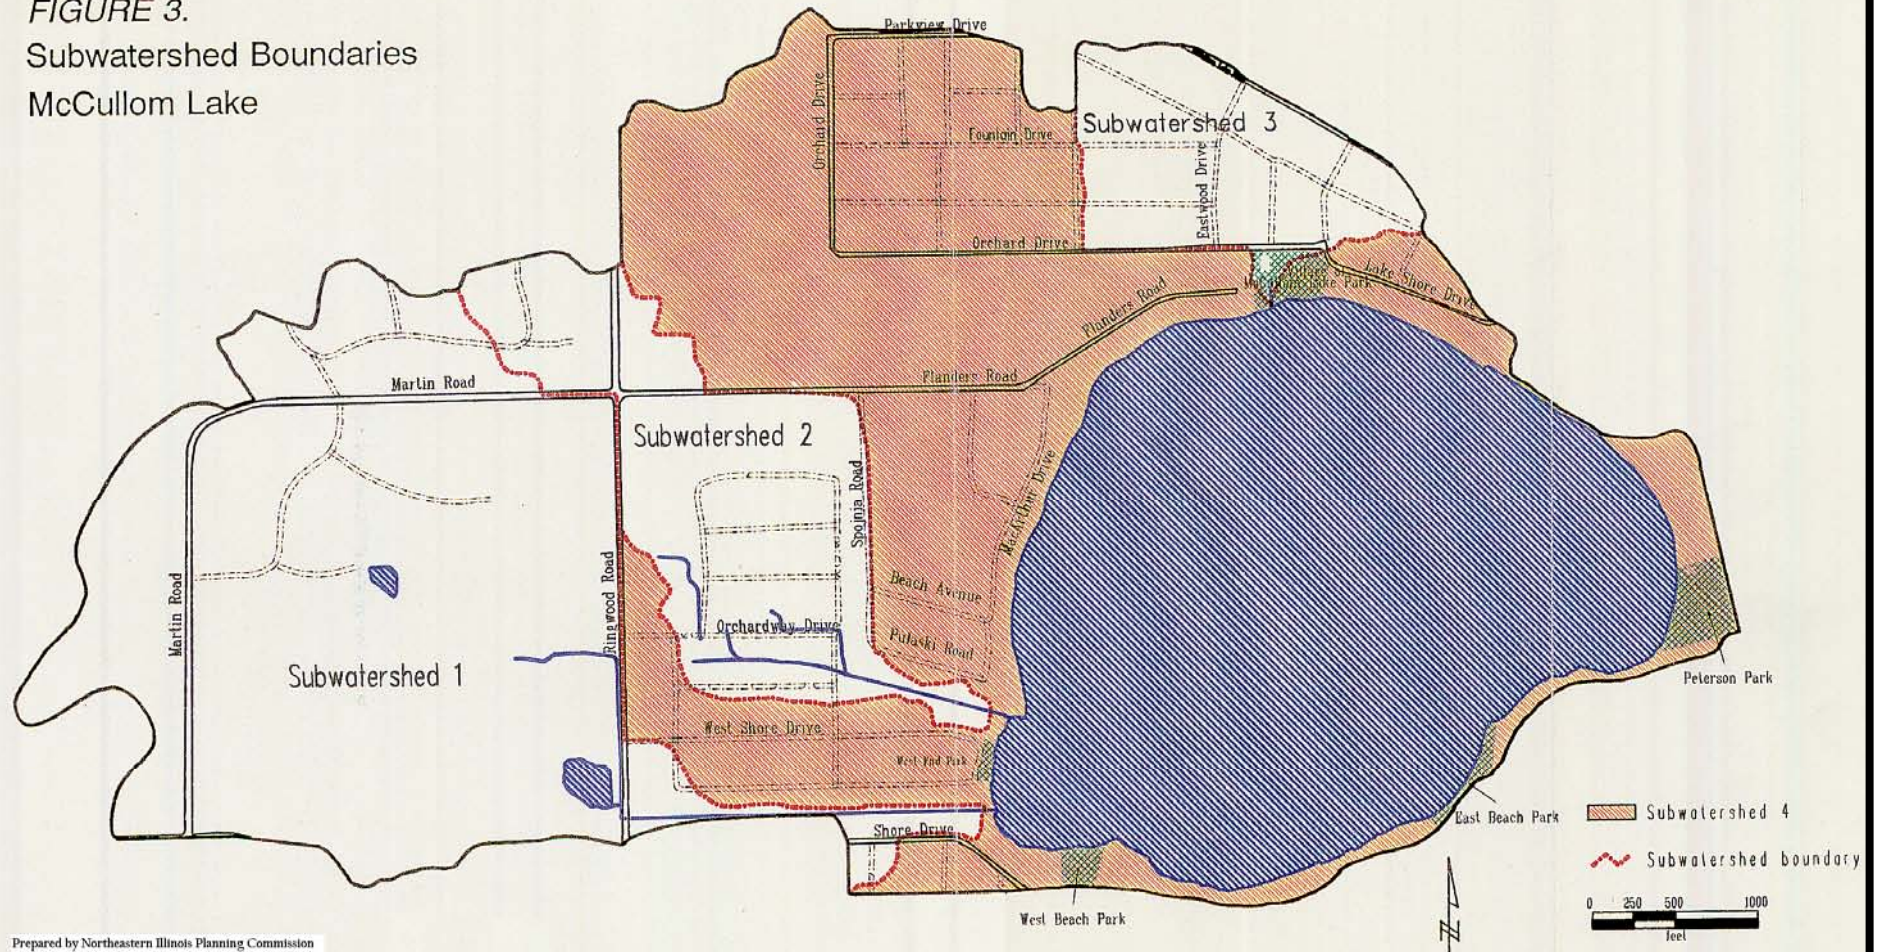 FIGURE 3.
Subwatershed Boundaries
McCullom Lake
Parkview Drive
Orchard Drive
Fountain Drive
Subwatershed 3
Eastwood Drive
Orchard Drive
Lake Shore Drive
Flanders Road
Flanders Road
Martin Road
Subwatershed 2
Spojnia Road
MacArthur Drive
Martin Road
Ringwood Road
Beach Avenue
Orchardway Drive
Pulaski Road
Subwatershed 1
Peterson Park
West Shore Drive
West End Park
East Beach Park
Shore Drive
West Beach Park
Subwatershed 4
Subwatershed boundary
0 250 500 1000
feet
N
Prepared by Northeastern Illinois Planning Commission